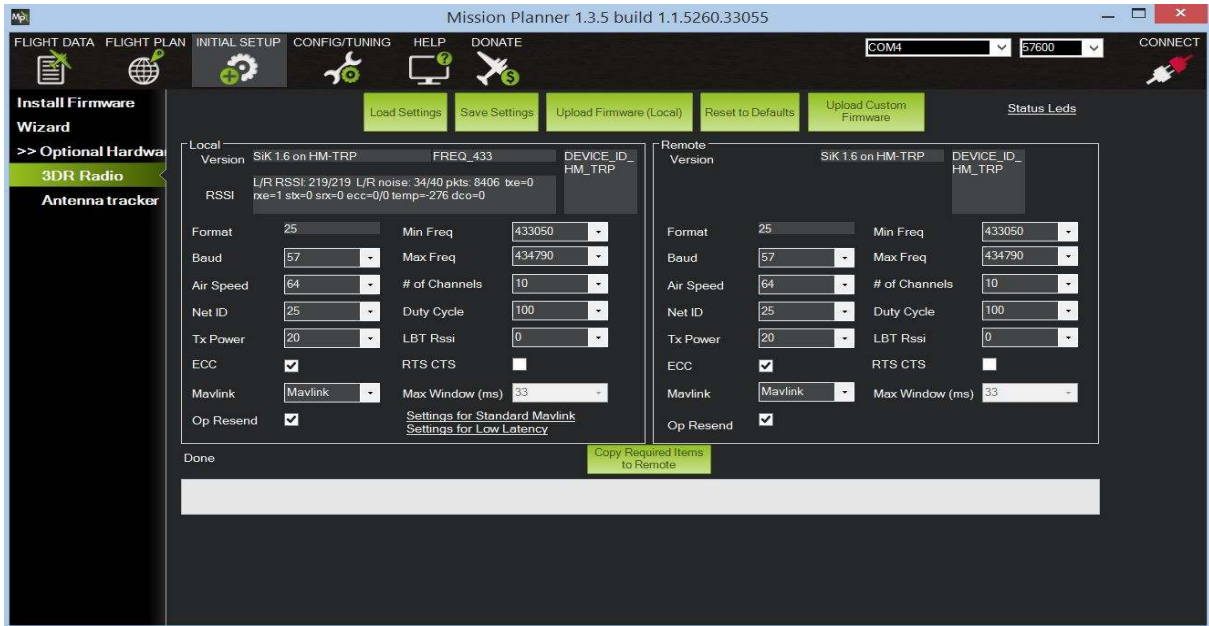 Mission Planner 1.3.5 build 1.1.5260.33055
FLIGHT DATA FLIGHT PLAN INITIAL SETUP CONFIG/TUNING HELP DONATE COM4 57600 CONNECT
Install Firmware
Wizard
>> Optional Hardwa
3DR Radio
Antenna tracker
Load Settings Save Settings Upload Firmware (Local) Reset to Defaults Upload Custom Firmware Status Leds
Local
Version SiK 1.6 on HM-TRP FREQ_433 DEVICE_ID_
HM_TRP
RSSI L/R RSSI: 219/219 L/R noise: 34/40 pkts: 8406 txe=0
rxe=1 stx=0 srx=0 ecc=0/0 temp=-276 dco=0
Format 25 Min Freq 433050
Baud 57 Max Freq 434790
Air Speed 64 # of Channels 10
Net ID 25 Duty Cycle 100
Tx Power 20 LBT Rssi 0
ECC RTS CTS
Mavlink Mavlink Max Window (ms) 33
Op Resend Settings for Standard Mavlink
Settings for Low Latency
Remote
Version SiK 1.6 on HM-TRP DEVICE_ID_
HM_TRP
Format 25 Min Freq 433050
Baud 57 Max Freq 434790
Air Speed 64 # of Channels 10
Net ID 25 Duty Cycle 100
Tx Power 20 LBT Rssi 0
ECC RTS CTS
Mavlink Mavlink Max Window (ms) 33
Op Resend
Done
Copy Required Items
to Remote